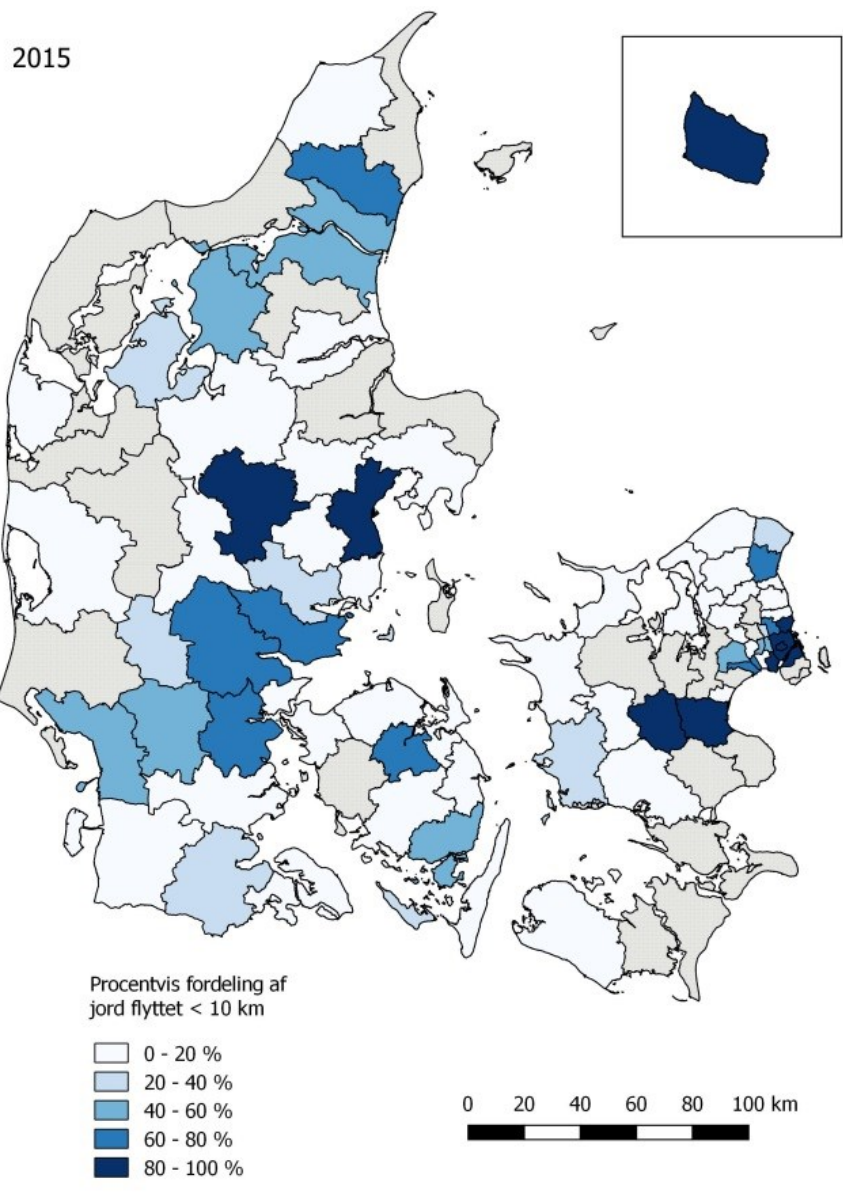 2015
Procentvis fordeling af
jord flyttet < 10 km
0 - 20 %
20 - 40 %
40 - 60 %
60 - 80 %
80 - 100 %
0 20 40 60 80 100 km